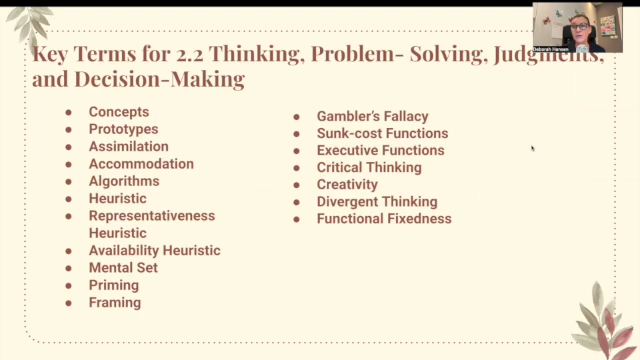 Key Terms for 2.2 Thinking, Problem- Solving, Judgments,
and Decision-Making
Concepts
Prototypes
Assimilation
Accommodation
Algorithms
Heuristic
Representativeness
Heuristic
Availability Heuristic
Mental Set
Priming
Framing
Gambler's Fallacy
Sunk-cost Functions
Executive Functions
Critical Thinking
Creativity
Divergent Thinking
Functional Fixedness
Deborah Hansen